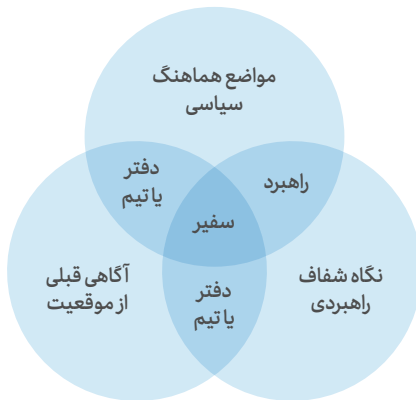 مواضع هماهنگ
سیاسی
راهبرد
دفتر
یا تیم
سفیر
نگاه شفاف
راهبردی
دفتر
یا تیم
آگاهی قبلی
از موقعیت